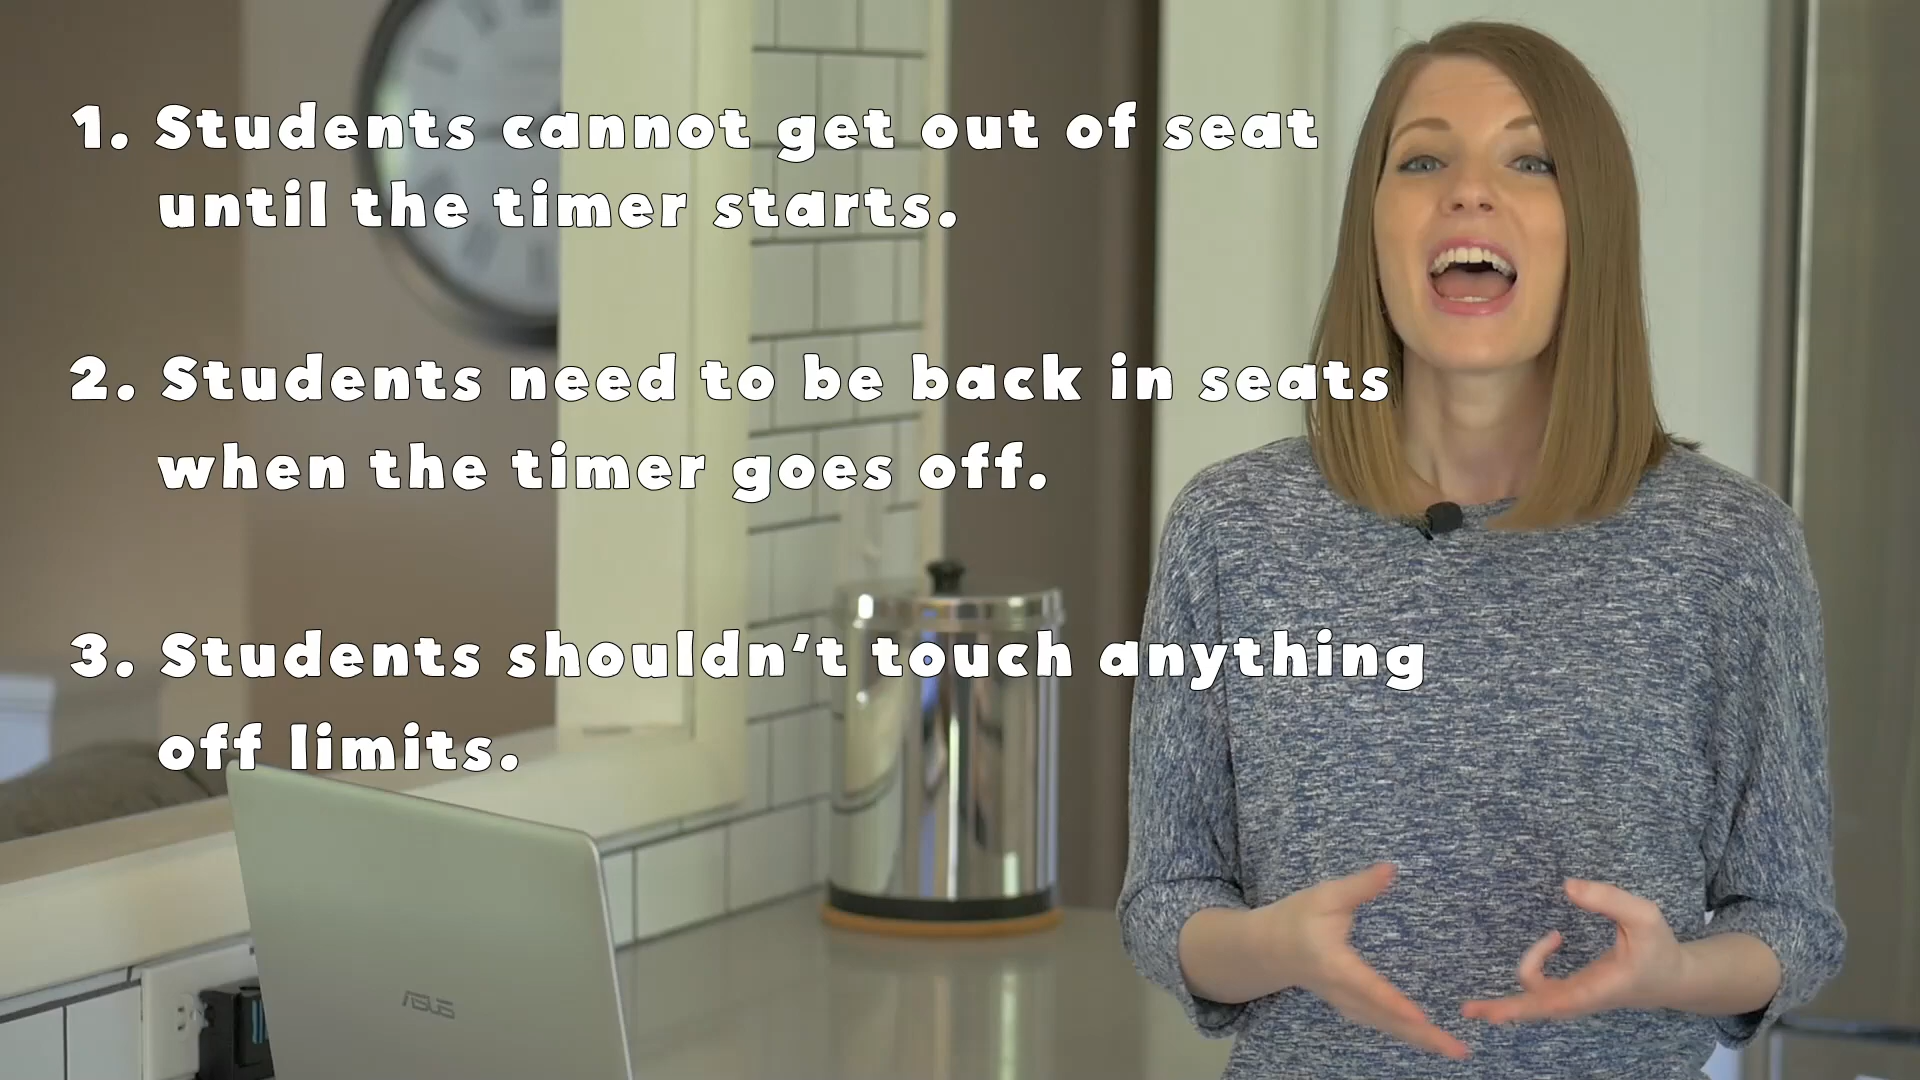 1. Students cannot get out of seat
until the timer starts.
2. Students need to be back in seats
when the timer goes off.
3. Students shouldn't touch anything
off limits.
ASUS